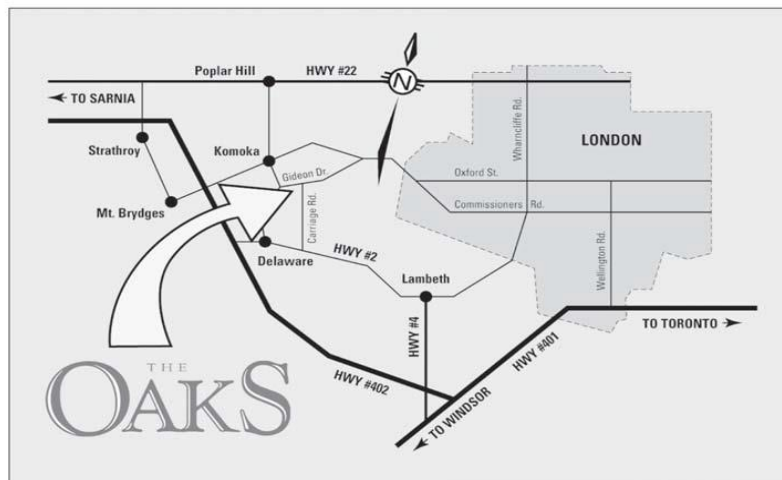 Poplar Hill
HWY #22
N
TO SARNIA
Strathroy
Komoka
Gideon Dr.
Wharncliffe Rd.
LONDON
Oxford St.
Mt. Brydges
Carriage Rd.
Commissioners Rd.
Delaware
HWY #2
Wellington Rd.
Lambeth
HWY #4
TO TORONTO
HWY #401
HWY #402
TO WINDSOR
THE
OAKS